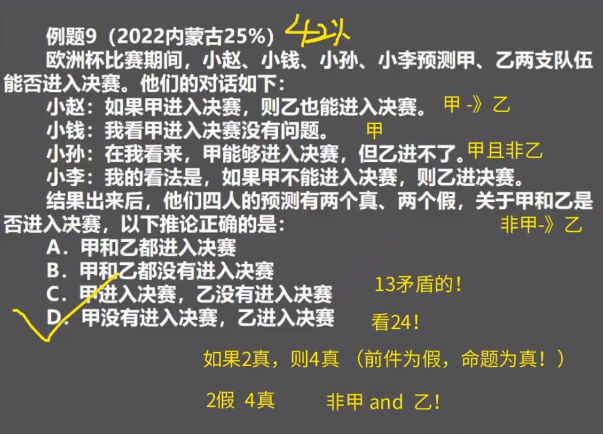 例题9（2022内蒙古25%）
欧洲杯比赛期间，小赵、小钱、小孙、小李预测甲、乙两支队伍
能否进入决赛。他们的对话如下：
小赵：如果甲进入决赛，则乙也能进入决赛。 甲 -》乙
小钱：我看甲进入决赛没有问题。 甲
小孙：在我看来，甲能够进入决赛，但乙进不了。甲且非乙
小李：我的看法是，如果甲不能进入决赛，则乙进决赛。
结果出来后，他们四人的预测有两个真、两个假，关于甲和乙是
否进入决赛，以下推论正确的是： 非甲-》乙
A．甲和乙都进入决赛
B．甲和乙都没有进入决赛
C．甲进入决赛，乙没有进入决赛 13矛盾的！
D．甲没有进入决赛，乙进入决赛 看24！
如果2真，则4真 （前件为假，命题为真！）
2假 4真 非甲 and 乙！